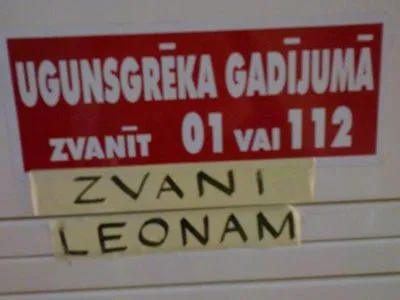 UGUNSGRĒKA GADĪJUMĀ
ZVANĪT 01 VAI 112
ZVANI
LEONAM